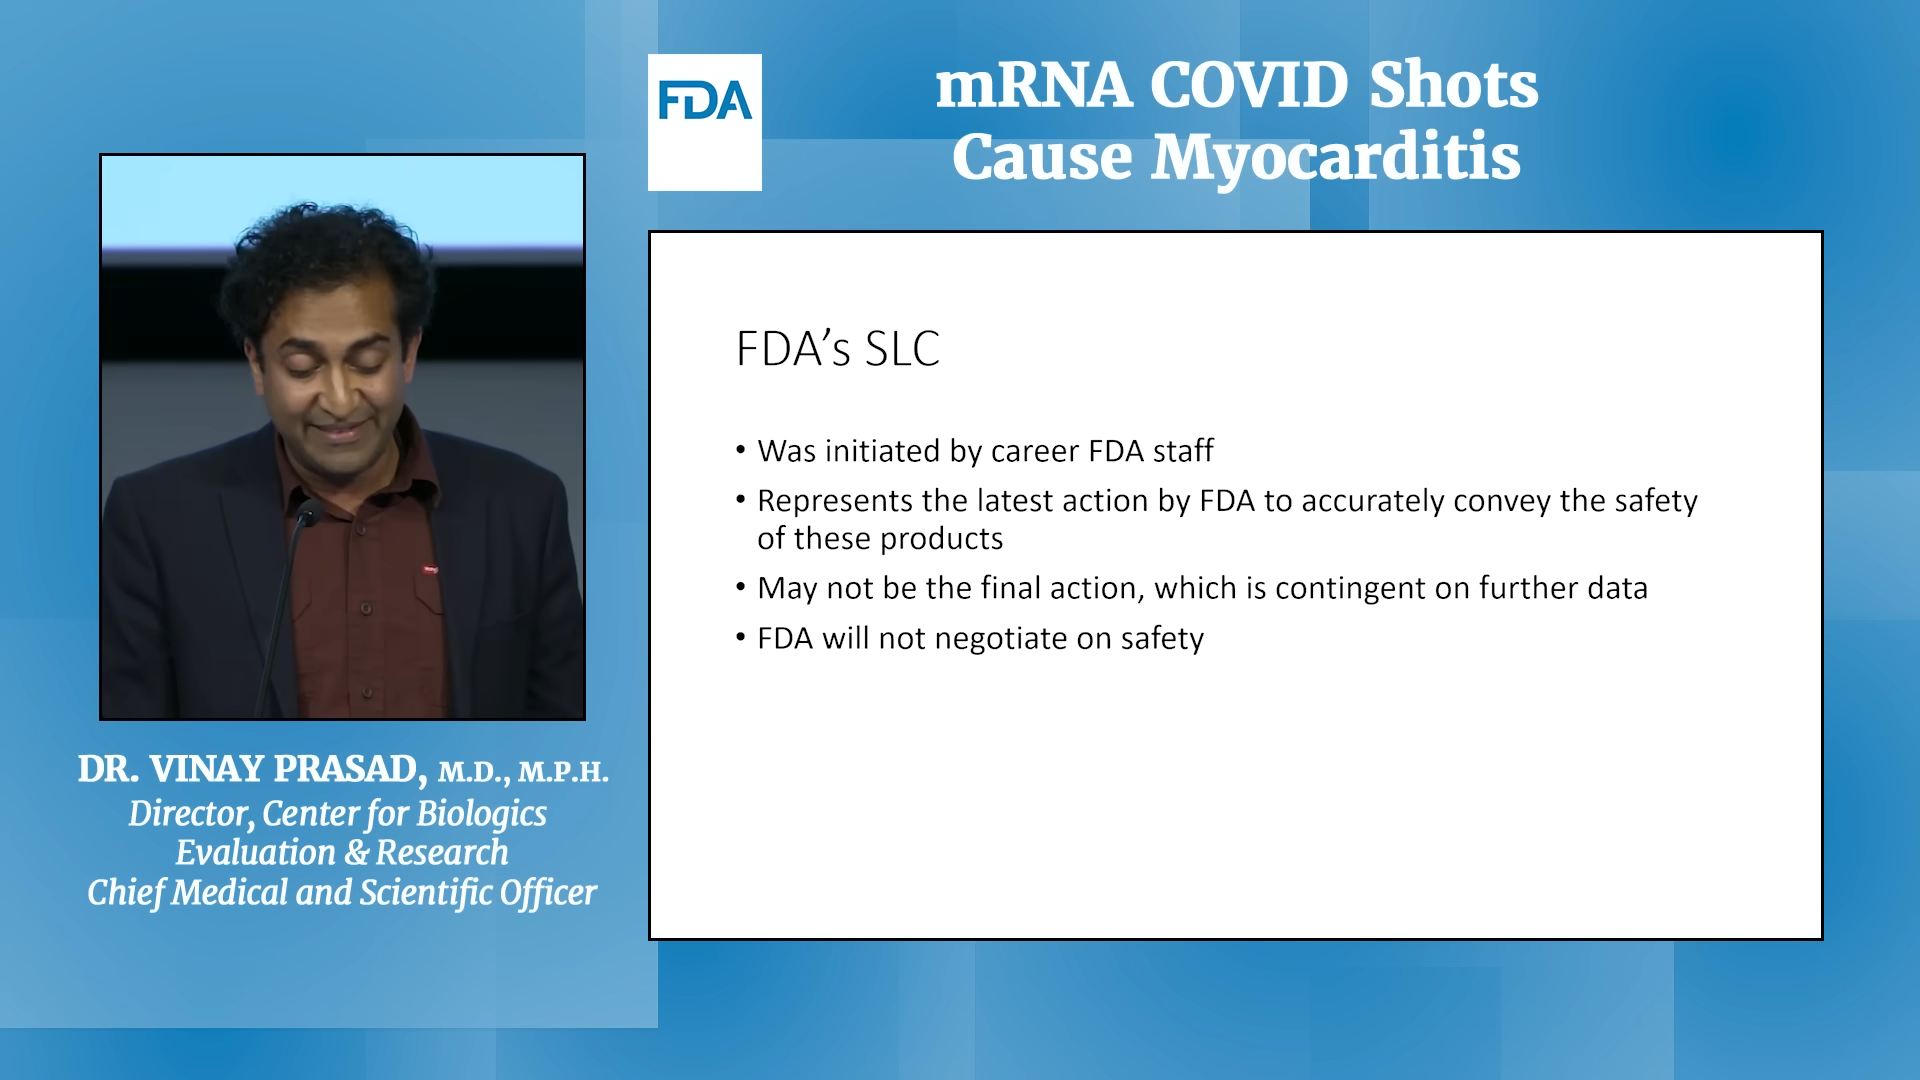 FDA
mRNA COVID Shots
Cause Myocarditis
FDA's SLC
• Was initiated by career FDA staff
• Represents the latest action by FDA to accurately convey the safety
of these products
• May not be the final action, which is contingent on further data
• FDA will not negotiate on safety
DR. VINAY PRASAD, M.D., M.P.H.
Director, Center for Biologics
Evaluation & Research
Chief Medical and Scientific Officer